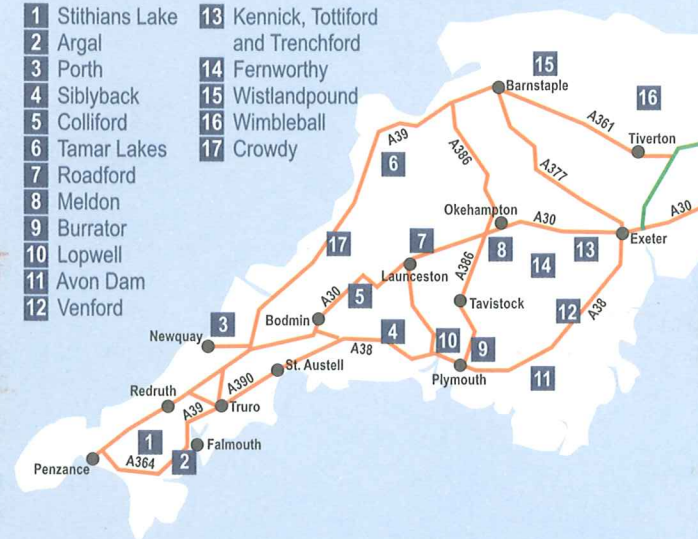 1 Stithians Lake
2 Argal
3 Porth
4 Siblyback
5 Colliford
6 Tamar Lakes
7 Roadford
8 Meldon
9 Burrator
10 Lopwell
11 Avon Dam
12 Venford
13 Kennick, Tottiford
and Trenchford
14 Fernworthy
15 Wistlandpound
16 Wimbleball
17 Crowdy
15
Barnstaple
16
A361
A39
Tiverton
6
A386
A377
Okehampton
A30
A30
17
7
8
13
Exeter
14
Launceston
A386
5
A30
Tavistock
12
A38
3
Bodmin
Newquay
4
10
9
A38
St. Austell
Plymouth
11
Redruth
A390
A39
Truro
1
Falmouth
2
A364
Penzance